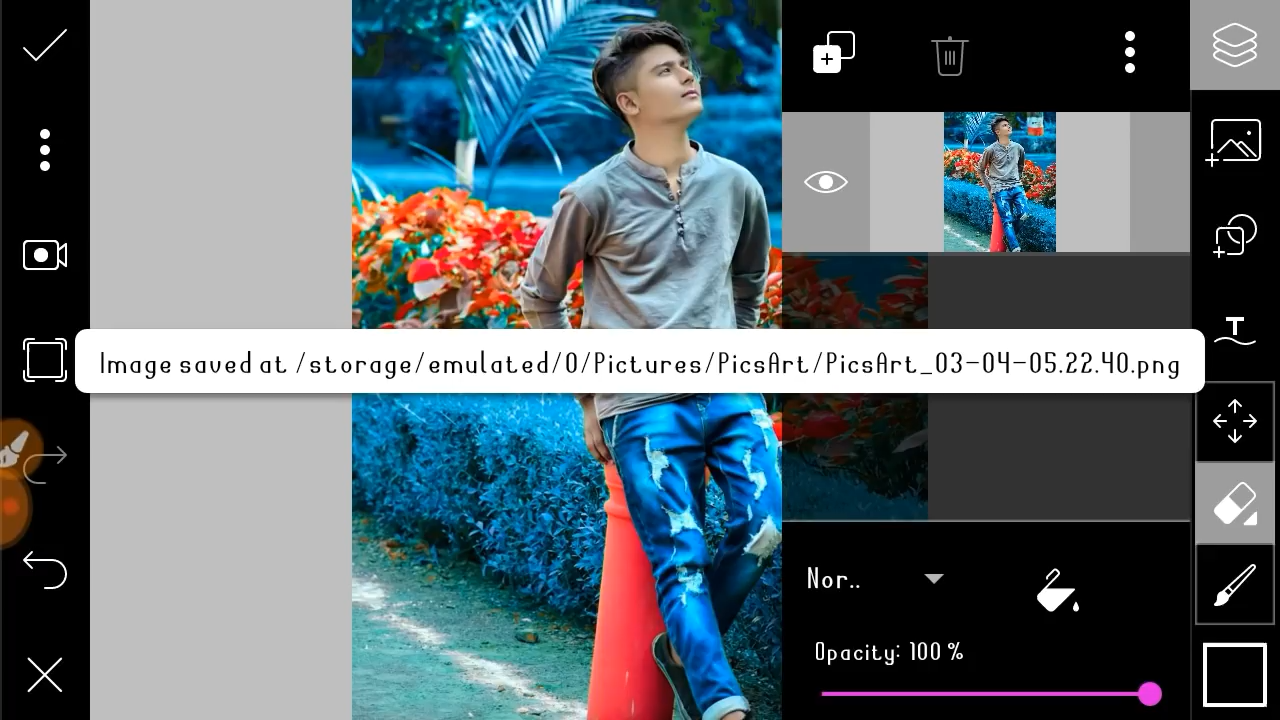 Image saved at /storage/emulated/0/Pictures/PicsArt/PicsArt_03-04-05.22.40.png
Nor..
Opacity: 100 %